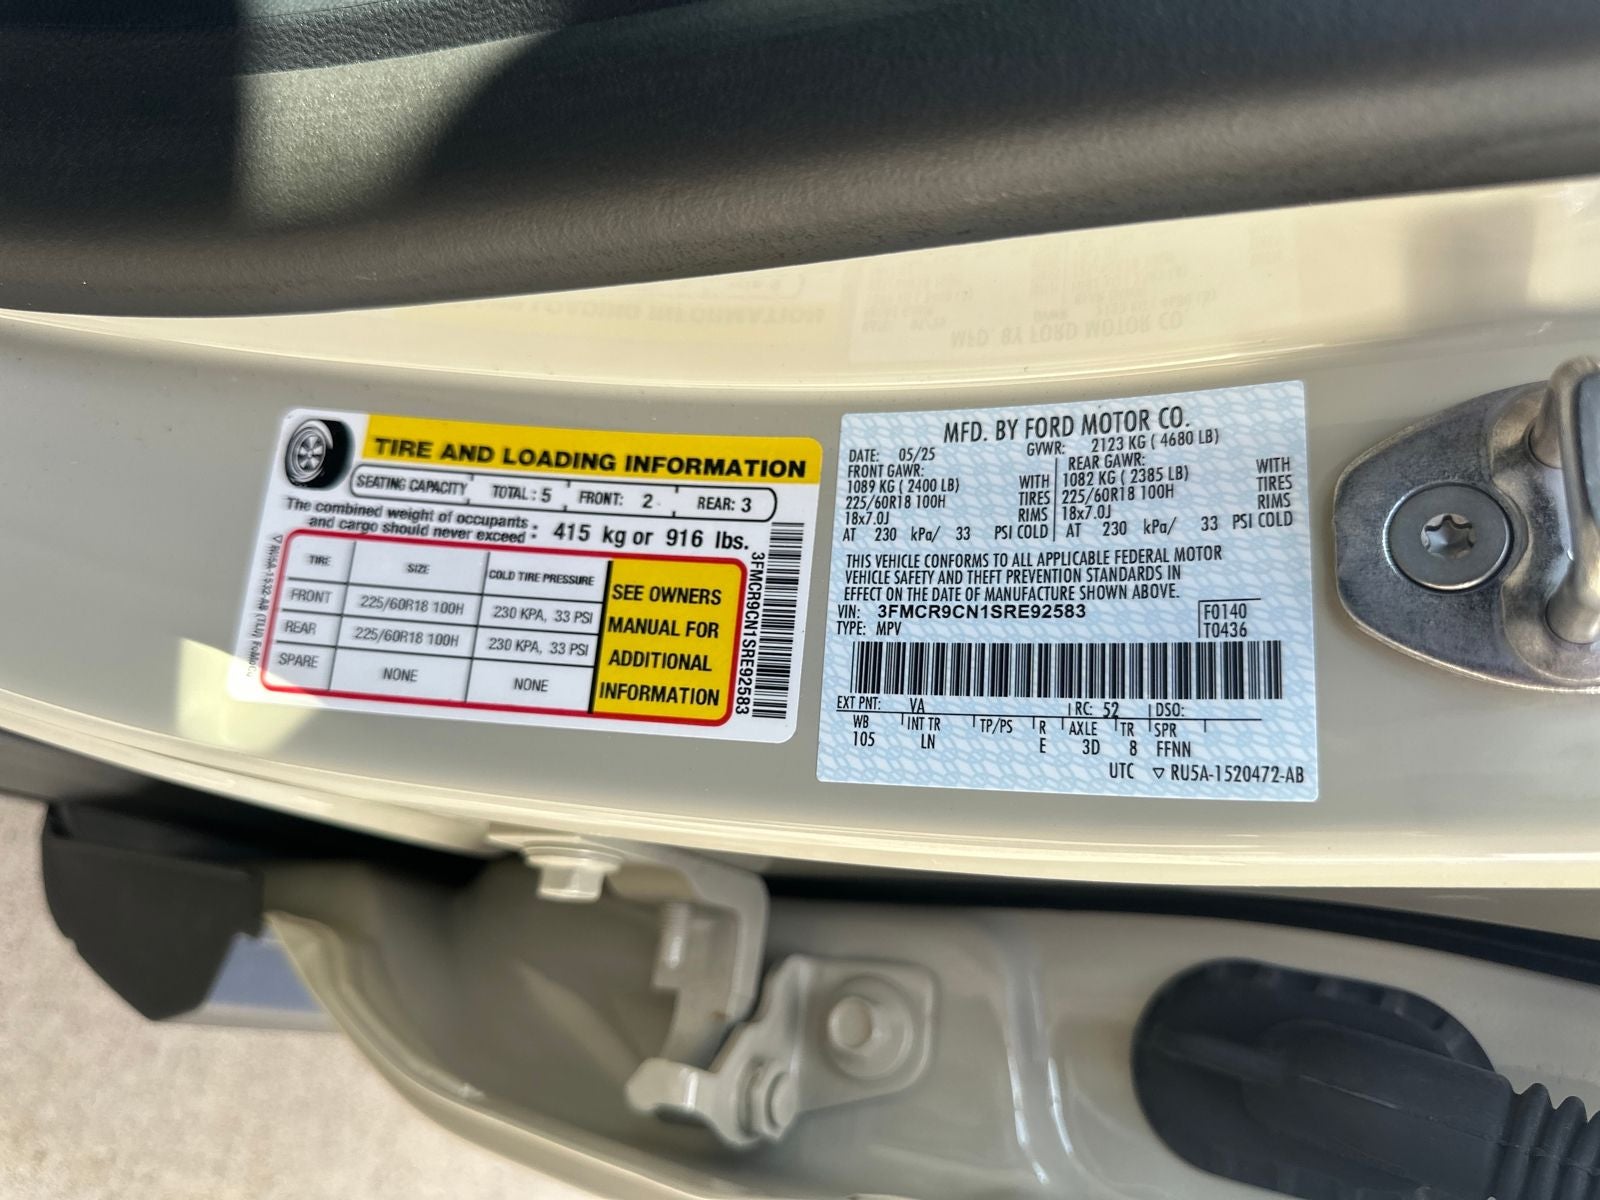 TIRE AND LOADING INFORMATION
SEATING CAPACITY TOTAL: 5 FRONT: 2 REAR: 3
The combined weight of occupants and cargo should never exceed: 415 kg or 916 lbs.
TIRE SIZE COLD TIRE PRESSURE
FRONT 225/60R18 100H 230 KPA, 33 PSI
REAR 225/60R18 100H 230 KPA, 33 PSI
SPARE NONE NONE
SEE OWNERS
MANUAL FOR
ADDITIONAL
INFORMATION
3FMCR9CN1SRE92583
MFD. BY FORD MOTOR CO.
DATE: 05/25 GVWR: 2123 KG ( 4680 LB)
FRONT GAWR: REAR GAWR:
1089 KG (2400 LB) WITH 1082 KG ( 2385 LB) WITH
225/60R18 100H TIRES 225/60R18 100H TIRES
18x7.0J RIMS 18x7.0J RIMS
AT 230 kPa/ 33 PSI COLD AT 230 kPa/ 33 PSI COLD
THIS VEHICLE CONFORMS TO ALL APPLICABLE FEDERAL MOTOR
VEHICLE SAFETY AND THEFT PREVENTION STANDARDS IN
EFFECT ON THE DATE OF MANUFACTURE SHOWN ABOVE.
VIN: 3FMCR9CN1SRE92583 F0140
TYPE: MPV T0436
EXT PNT: VA RC: 52 DSO:
WB INT TR TP/PS R AXLE TR SPR
105 LN E 3D 8 FFNN
UTC ▽ RU5A-1520472-AB